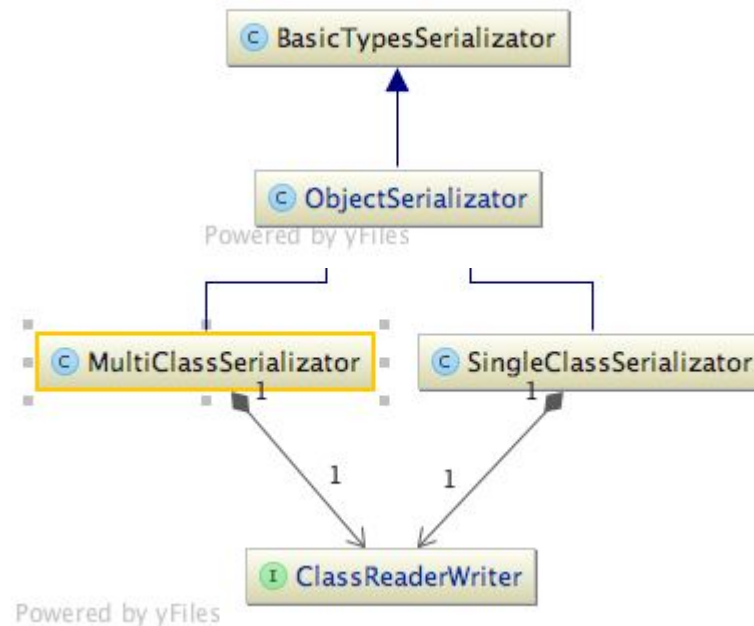 C BasicTypesSerializator
C ObjectSerializator
Powered by yFiles
C MultiClassSerializator
C SingleClassSerializator
1
1
1
1
I ClassReaderWriter
Powered by yFiles